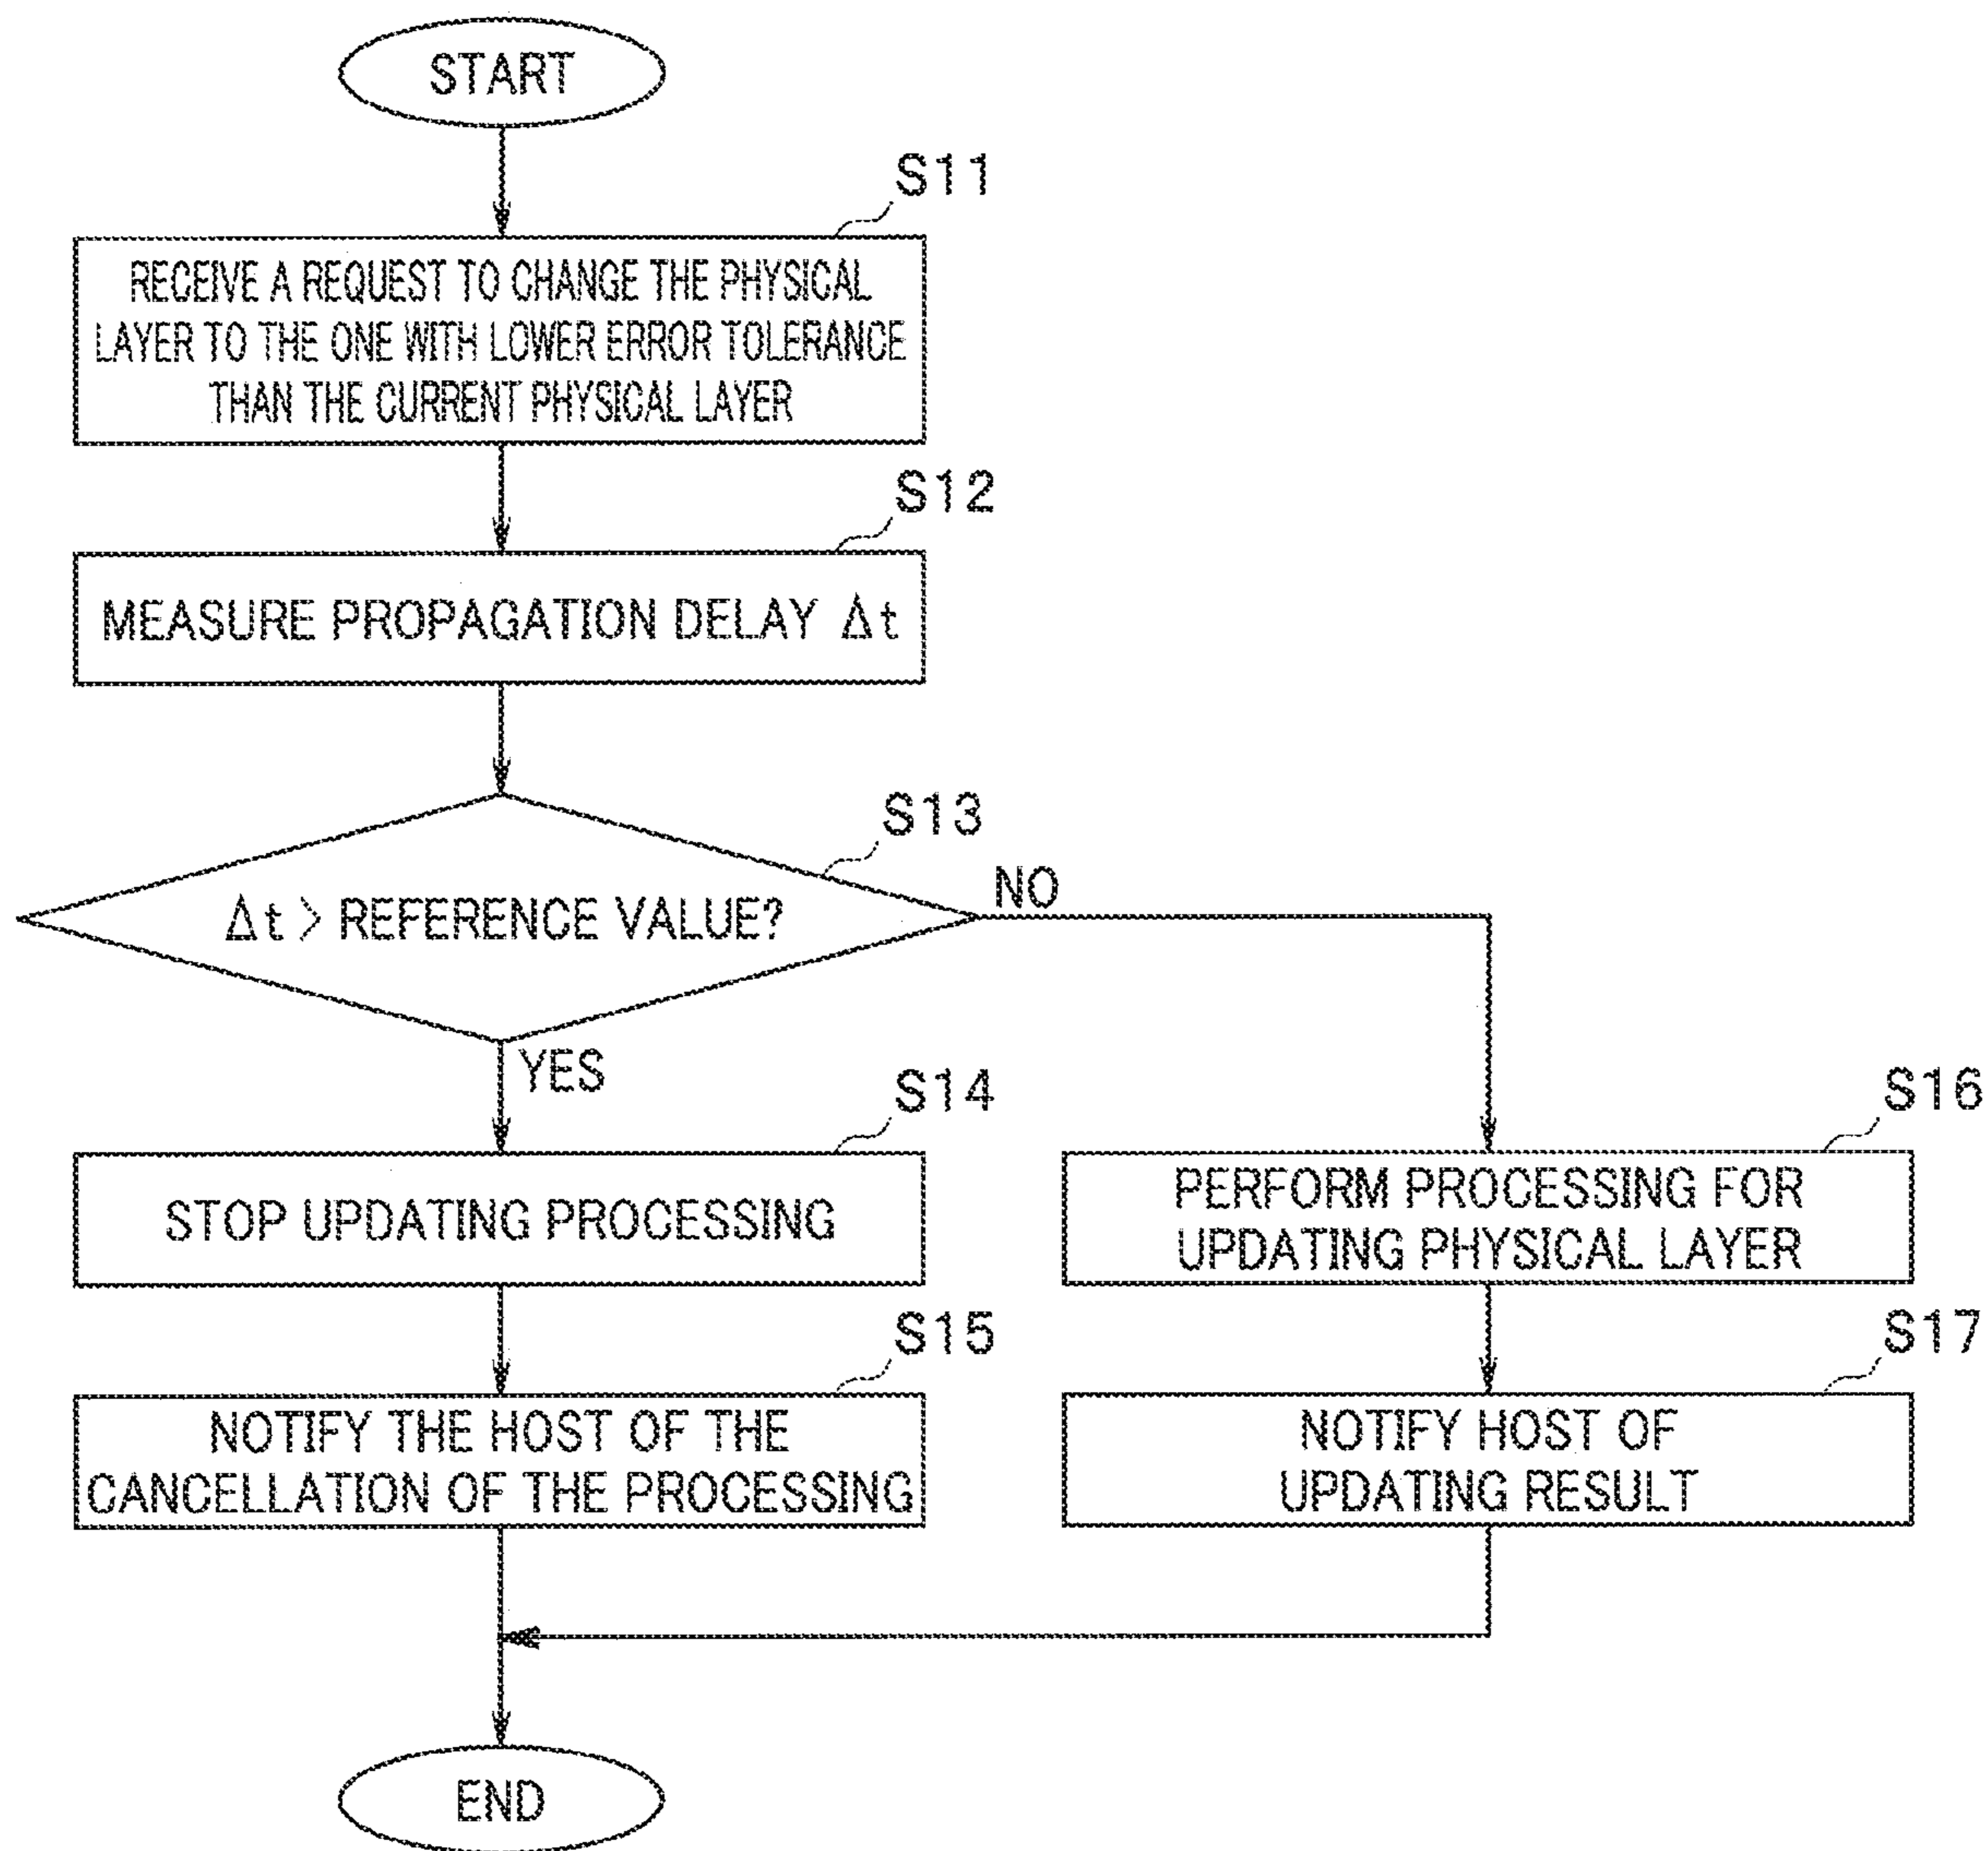 START
S11
RECEIVE A REQUEST TO CHANGE THE PHYSICAL
LAYER TO THE ONE WITH LOWER ERROR TOLERANCE
THAN THE CURRENT PHYSICAL LAYER
S12
MEASURE PROPAGATION DELAY Δt
S13
Δt > REFERENCE VALUE?
NO
YES
S14
STOP UPDATING PROCESSING
S16
PERFORM PROCESSING FOR
UPDATING PHYSICAL LAYER
S15
NOTIFY THE HOST OF THE
CANCELLATION OF THE PROCESSING
S17
NOTIFY HOST OF
UPDATING RESULT
END